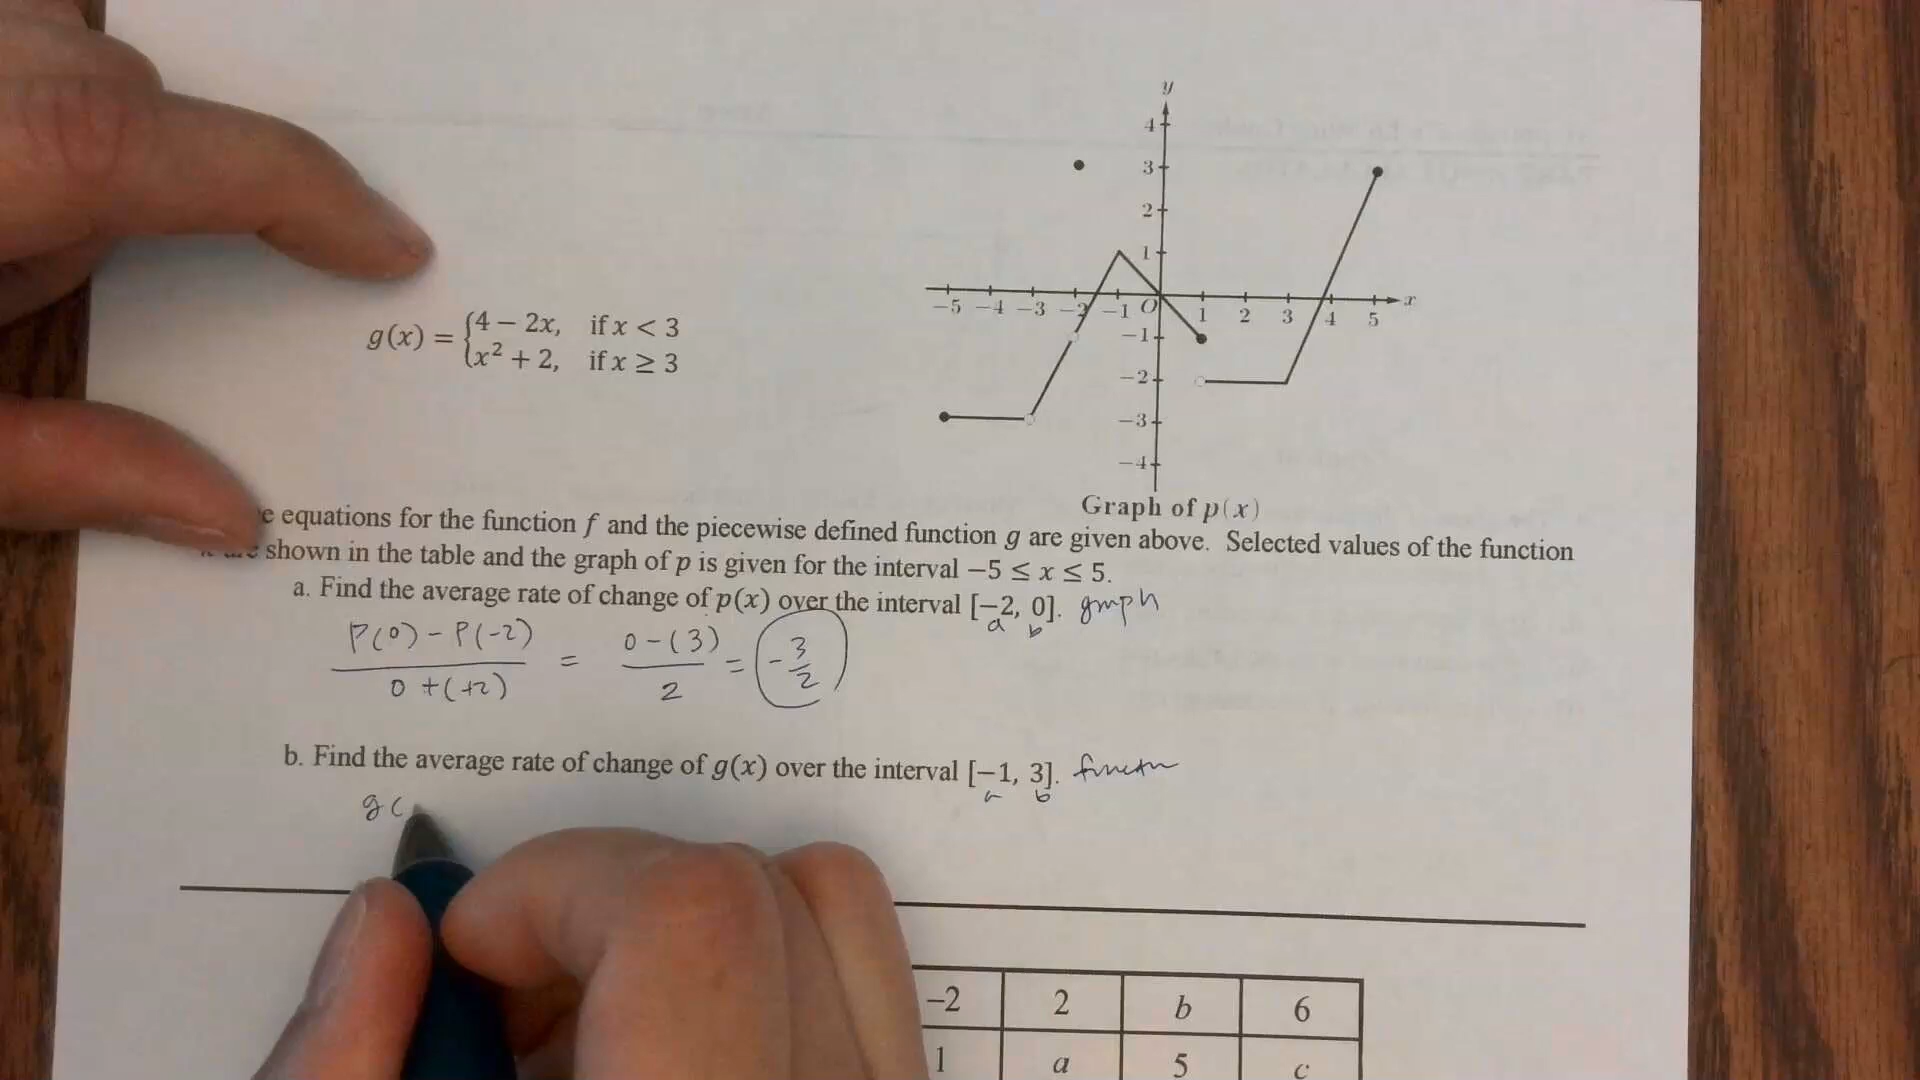 y
4
3
2
1
−5 −4 −3 −2 −1 O 1 2 3 4 5 x
−1
−2
−3
−4
g(x) = { 4 − 2x, if x < 3
x² + 2, if x ≥ 3
Graph of p(x)
e equations for the function f and the piecewise defined function g are given above. Selected values of the function
shown in the table and the graph of p is given for the interval −5 ≤ x ≤ 5.
a. Find the average rate of change of p(x) over the interval [−2, 0]. graph
a b
P(0) − P(−2) / 0 + (+2) = 0 − (3) / 2 = − 3/2
b. Find the average rate of change of g(x) over the interval [−1, 3].
a b
g(
−2 2 b 6
1 a 5 c